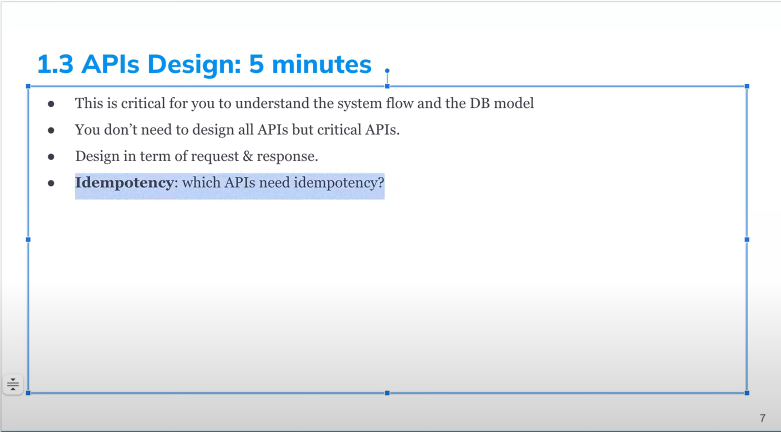 1.3 APIs Design: 5 minutes
● This is critical for you to understand the system flow and the DB model
● You don’t need to design all APIs but critical APIs.
● Design in term of request & response.
● Idempotency: which APIs need idempotency?
7